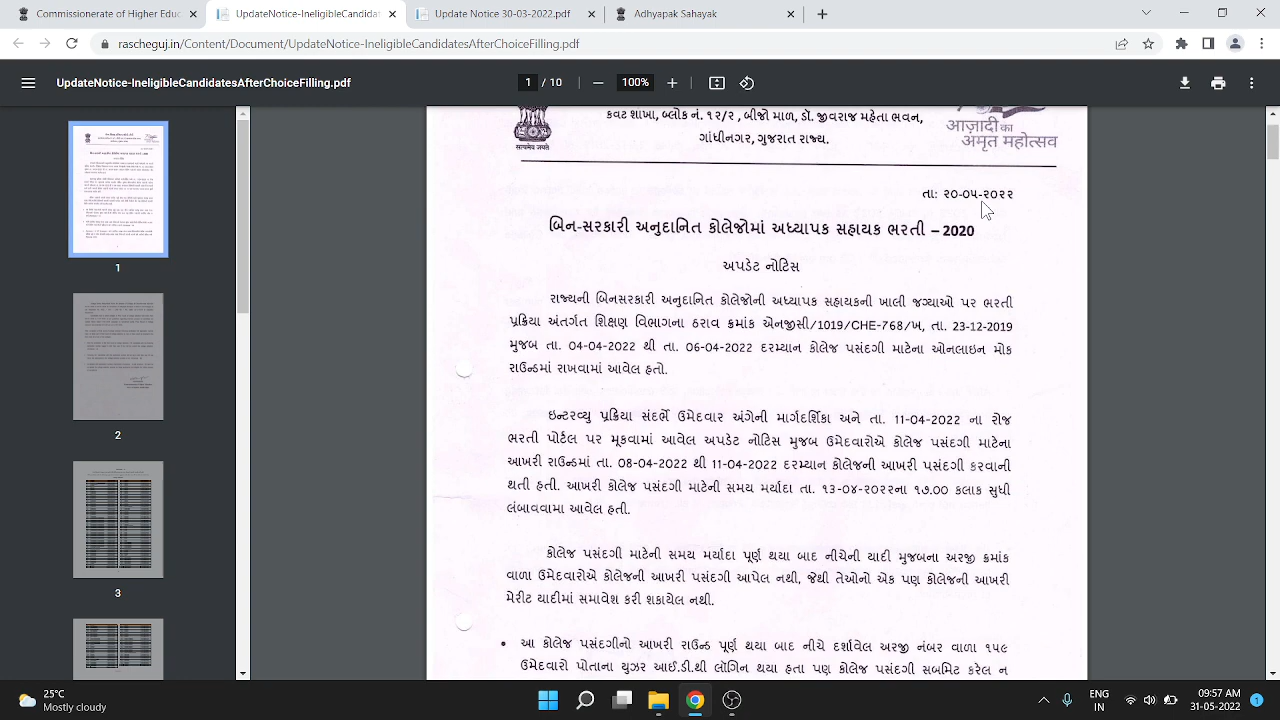 Commissionerate of Higher Educ
UpdateNotice-IneligibleCandidat
Update Notice 30-03-2022.pdf
Adhyapak Sahayak
rascheguj.in/Content/Document/UpdateNotice-IneligibleCandidatesAfterChoiceFilling.pdf
UpdateNotice-IneligibleCandidatesAfterChoiceFilling.pdf
1 / 10
100%
કવટ શાખા, બ્લોક નં. ૧૨/૨ , બીજો માળ, ડૉ. જીવરાજ મહેતા ભવન,
ગાંધીનગર, ગુજરાત
आज़ादी का
अमृत महोत्सव
બિન-સરકારી અનુદાનિત કોલેજોમાં અધ્યાપક સહાયક ભરતી – 2020
અપડેટ નોટિસ
રાજ્યની બિનસરકારી અનુદાનિત કોલેજોની અધ્યાપક સહાયકની ખાલી જગ્યાઓ પર ભરતી
પ્રક્રિયા અંતર્ગત શિક્ષણ વિભાગના ઠરાવ ક્રમાંક એનજીસી/1019/CHE-768/ખ, તા. 23-12-2019
મુજબ તા. 04-04-2022 થી તા. 06-04-2022 દરમ્યાન કોલેજ પસંદગી માટેના ઓનલાઇન મોક
રાઉન્ડમાં રાખવામાં આવેલ હતો.
ઇન્ટરવ્યુ પ્રક્રિયા સંદર્ભે ઉમેદવાર અંગેની માર્ગદર્શિકા અને તા. 11-04-2022 ના રોજ
ભરતી પોર્ટલ પર મૂકવામાં આવેલ અપડેટ નોટિસ મુજબ ઉમેદવારોએ કોલેજ પસંદગી માટેના
આખરી રાઉન્ડમાં તા. 08-04-2022 થી 11-04-2022 દરમ્યાન કોલેજની આખરી પસંદગી કરવાની
થતી હતી. આખરી કોલેજ પસંદગી માટેની સમય મર્યાદા તા. ૧૩-૦૪-૨૦૨૨ના ૧૭.00 કલાક સુધી
લંબાવવામાં આવેલ હતી.
કોલેજ પસંદગી માટેની સમય મર્યાદા પૂર્ણ થયા બાદ નીચેની યાદી મુજબના અરજી ક્રમાંક
વાળા ઉમેદવારોએ કોલેજની આખરી પસંદગી આપેલ નથી, જેથી તેઓનો એક પણ કોલેજની આખરી
મેરીટ યાદીમાં સમાવેશ કરી શકાયેલ નથી.
• આ કોલેજ પસંદગીનો આખરી રાઉન્ડ પૂર્ણ થયા બાદ નીચે દર્શાવેલ અરજી નંબર વાળા ૧૫૯
ઉમેદવારો પોતાના યુઝર આઈ.ડી.થી લોગિન થયા વિના પણ કોલેજ પસંદગી સબમિટ કરેલ ન
1
2
3
25°C
Mostly cloudy
ENG
IN
09:57 AM
31-05-2022
1